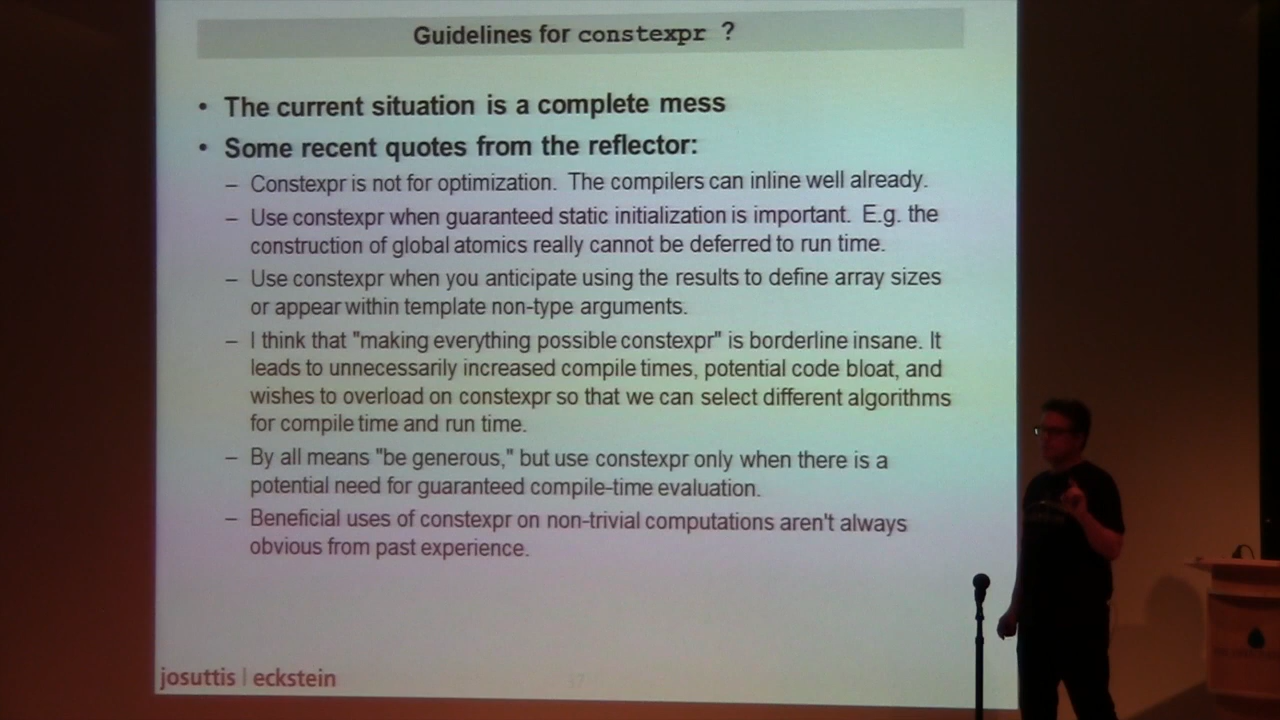 Guidelines for constexpr ?
• The current situation is a complete mess
• Some recent quotes from the reflector:
– Constexpr is not for optimization. The compilers can inline well already.
– Use constexpr when guaranteed static initialization is important. E.g. the
construction of global atomics really cannot be deferred to run time.
– Use constexpr when you anticipate using the results to define array sizes
or appear within template non-type arguments.
– I think that "making everything possible constexpr" is borderline insane. It
leads to unnecessarily increased compile times, potential code bloat, and
wishes to overload on constexpr so that we can select different algorithms
for compile time and run time.
– By all means "be generous," but use constexpr only when there is a
potential need for guaranteed compile-time evaluation.
– Beneficial uses of constexpr on non-trivial computations aren't always
obvious from past experience.
josuttis | eckstein